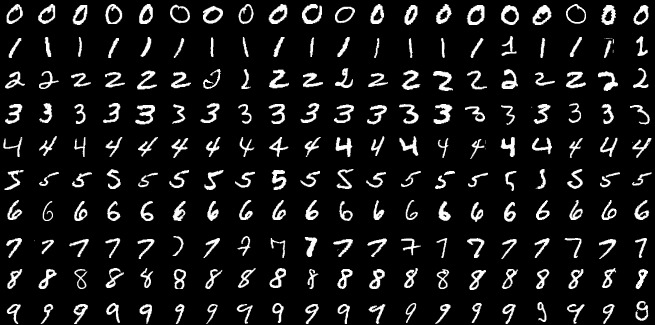 0 0 0 0 0 0 0 0 0 0 0 0 0 0 0 0 0 0 0 0
1 1 1 1 1 1 1 1 1 1 1 1 1 1 1 1 1 1 1 1
2 2 2 2 2 2 2 2 2 2 2 2 2 2 2 2 2 2 2 2
3 3 3 3 3 3 3 3 3 3 3 3 3 3 3 3 3 3 3 3
4 4 4 4 4 4 4 4 4 4 4 4 4 4 4 4 4 4 4 4
5 5 5 5 5 5 5 5 5 5 5 5 5 5 5 5 5 5 5 5
6 6 6 6 6 6 6 6 6 6 6 6 6 6 6 6 6 6 6 6
7 7 7 7 7 7 7 7 7 7 7 7 7 7 7 7 7 7 7 7
8 8 8 8 8 8 8 8 8 8 8 8 8 8 8 8 8 8 8 8
9 9 9 9 9 9 9 9 9 9 9 9 9 9 9 9 9 9 9 9